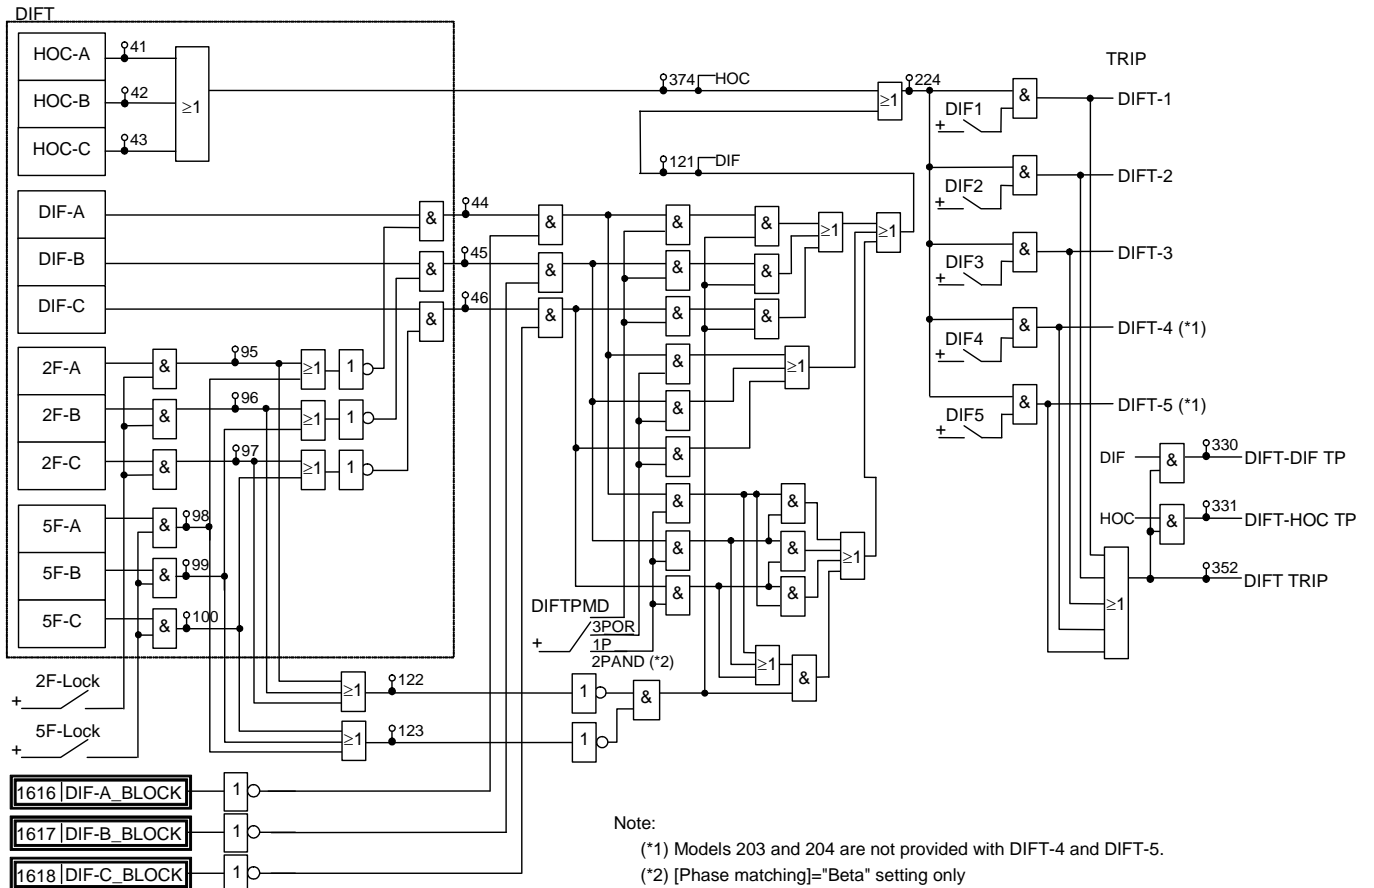 DIFT
HOC-A
41
HOC-B
42
HOC-C
43
≥1
374
HOC
≥1
224
TRIP
DIF1
+
&
DIFT-1
121
DIF
DIF2
+
&
DIFT-2
DIF3
+
&
DIFT-3
DIF4
+
&
DIFT-4 (*1)
DIF5
+
&
DIFT-5 (*1)
DIF-A
&
44
&
&
&
≥1
≥1
DIF-B
&
45
&
&
&
DIF-C
&
46
&
&
&
2F-A
&
95
≥1
1
&
≥1
2F-B
&
96
≥1
1
&
2F-C
&
97
≥1
1
&
DIF
&
330
DIFT-DIF TP
HOC
&
331
DIFT-HOC TP
≥1
352
DIFT TRIP
5F-A
&
98
&
&
5F-B
&
99
&
&
≥1
5F-C
&
100
&
&
DIFTPMD
+
3POR
1P
2PAND (*2)
≥1
&
2F-Lock
+
≥1
122
1
&
5F-Lock
+
≥1
123
1
1616 DIF-A_BLOCK
1
1617 DIF-B_BLOCK
1
1618 DIF-C_BLOCK
1
Note:
(*1) Models 203 and 204 are not provided with DIFT-4 and DIFT-5.
(*2) [Phase matching]="Beta" setting only